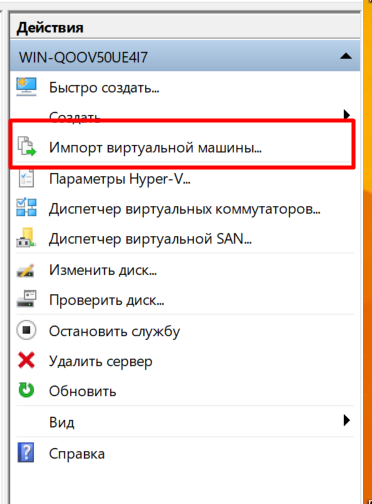 Действия
WIN-QOOV50UE4I7
Быстро создать...
Создать
Импорт виртуальной машины...
Параметры Hyper-V...
Диспетчер виртуальных коммутаторов...
Диспетчер виртуальной SAN...
Изменить диск...
Проверить диск...
Остановить службу
Удалить сервер
Обновить
Вид
Справка